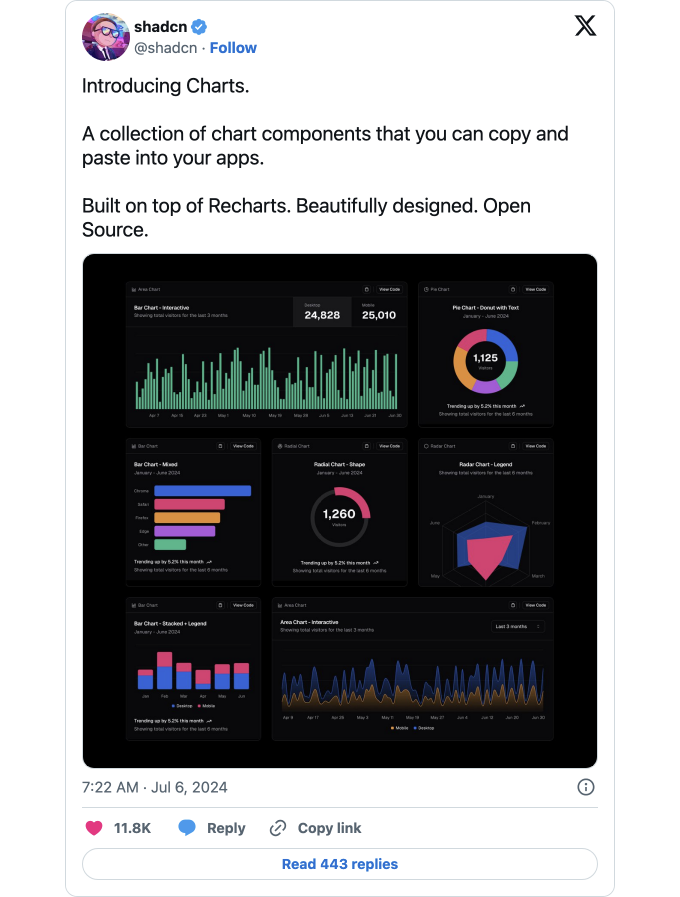 shadcn
@shadcn · Follow
Introducing Charts.
A collection of chart components that you can copy and
paste into your apps.
Built on top of Recharts. Beautifully designed. Open
Source.
Area Chart
View Code
Bar Chart - Interactive
Showing total visitors for the last 3 months
Desktop
24,828
Mobile
25,010
Apr 7
Apr 15
Apr 23
May 1
May 10
May 19
May 28
Jun 5
Jun 13
Jun 21
Jun 30
Pie Chart
View Code
Pie Chart - Donut with Text
January - June 2024
1,125
Visitors
Trending up by 5.2% this month
Showing total visitors for the last 6 months
Bar Chart
View Code
Bar Chart - Mixed
January - June 2024
Chrome
Safari
Firefox
Edge
Other
Trending up by 5.2% this month
Showing total visitors for the last 6 months
Radial Chart
View Code
Radial Chart - Shape
January - June 2024
1,260
Visitors
Trending up by 5.2% this month
Showing total visitors for the last 6 months
Radar Chart
View Code
Radar Chart - Legend
Showing total visitors for the last 6 months
January
February
March
May
June
Bar Chart
View Code
Bar Chart - Stacked + Legend
January - June 2024
Jan
Feb
Mar
Apr
May
Jun
Desktop
Mobile
Trending up by 5.2% this month
Showing total visitors for the last 6 months
Area Chart
View Code
Area Chart - Interactive
Showing total visitors for the last 3 months
Last 3 months
Apr 9
Apr 17
May 3
May 19
May 27
Jun 4
Jun 12
Jun 20
Jun 30
Mobile
Desktop
7:22 AM · Jul 6, 2024
11.8K
Reply
Copy link
Read 443 replies